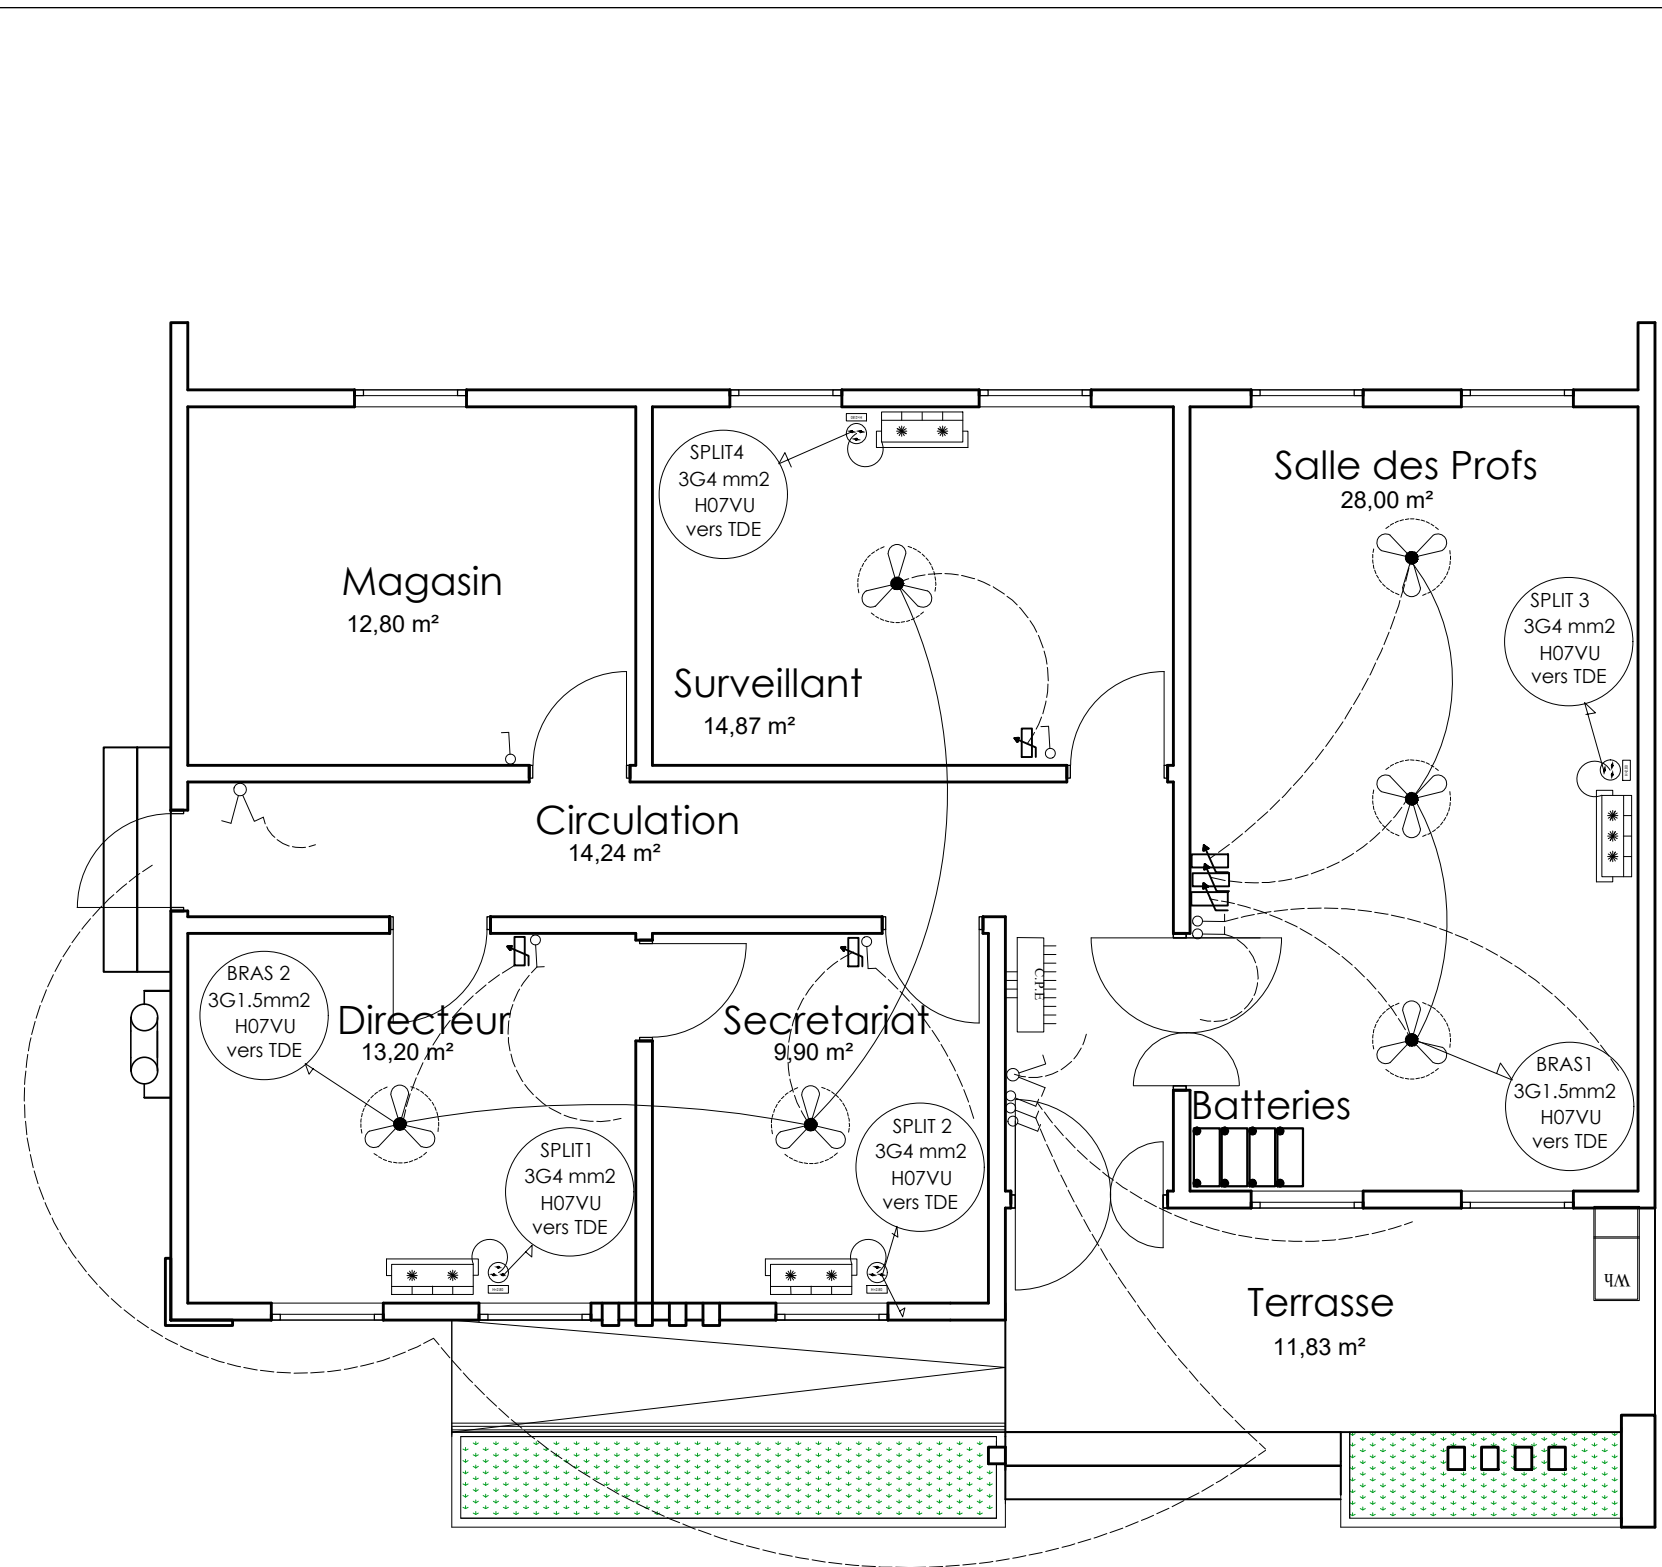 SPLIT4
3G4 mm2
H07VU
vers TDE
Salle des Profs
28,00 m²
Magasin
12,80 m²
SPLIT 3
3G4 mm2
H07VU
vers TDE
Surveillant
14,87 m²
Circulation
14,24 m²
BRAS 2
3G1.5mm2
H07VU
vers TDE
Directeur
13,20 m²
Secretariat
9,90 m²
C.P.E
BRAS1
3G1.5mm2
H07VU
vers TDE
Batteries
SPLIT1
3G4 mm2
H07VU
vers TDE
SPLIT 2
3G4 mm2
H07VU
vers TDE
Wh
Terrasse
11,83 m²